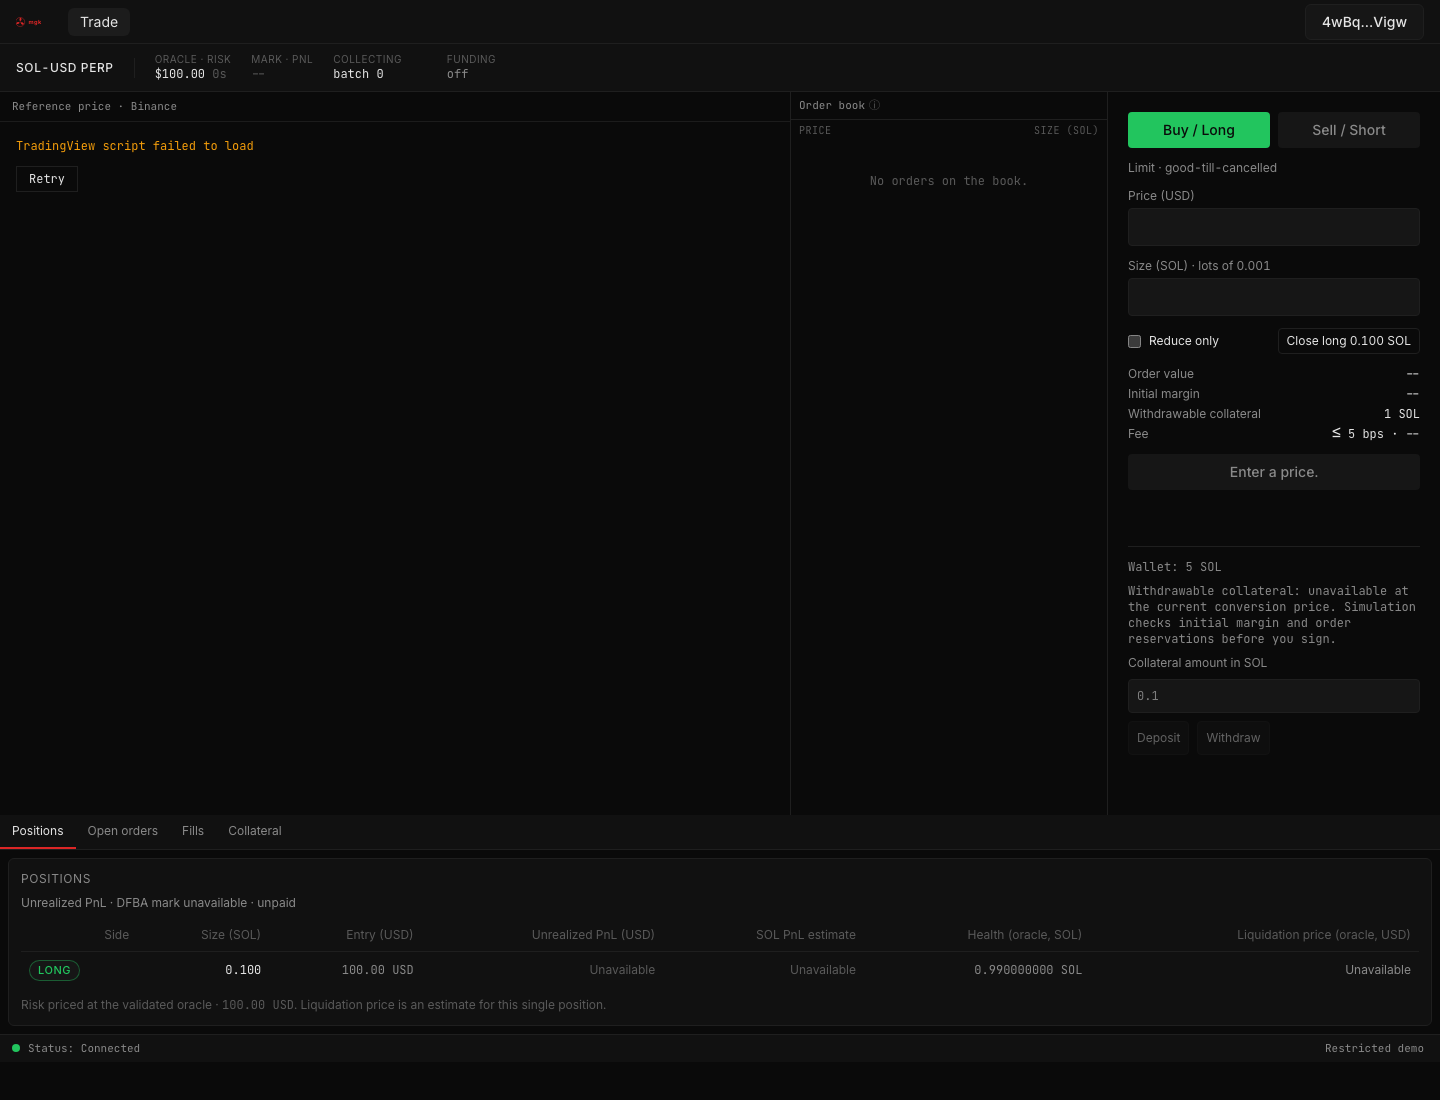 Trade
4wBq...Vigw
SOL-USD PERP
ORACLE · RISK
$100.00 0s
MARK · PNL
--
COLLECTING
batch 0
FUNDING
off
Reference price · Binance
TradingView script failed to load
Retry
Order book ⓘ
PRICE SIZE (SOL)
No orders on the book.
Buy / Long
Sell / Short
Limit · good-till-cancelled
Price (USD)
Size (SOL) · lots of 0.001
Reduce only
Close long 0.100 SOL
Order value --
Initial margin --
Withdrawable collateral 1 SOL
Fee ≤ 5 bps · --
Enter a price.
Wallet: 5 SOL
Withdrawable collateral: unavailable at
the current conversion price. Simulation
checks initial margin and order
reservations before you sign.
Collateral amount in SOL
0.1
Deposit
Withdraw
Positions Open orders Fills Collateral
POSITIONS
Unrealized PnL · DFBA mark unavailable · unpaid
Side Size (SOL) Entry (USD) Unrealized PnL (USD) SOL PnL estimate Health (oracle, SOL) Liquidation price (oracle, USD)
LONG 0.100 100.00 USD Unavailable Unavailable 0.990000000 SOL Unavailable
Risk priced at the validated oracle · 100.00 USD. Liquidation price is an estimate for this single position.
Status: Connected
Restricted demo